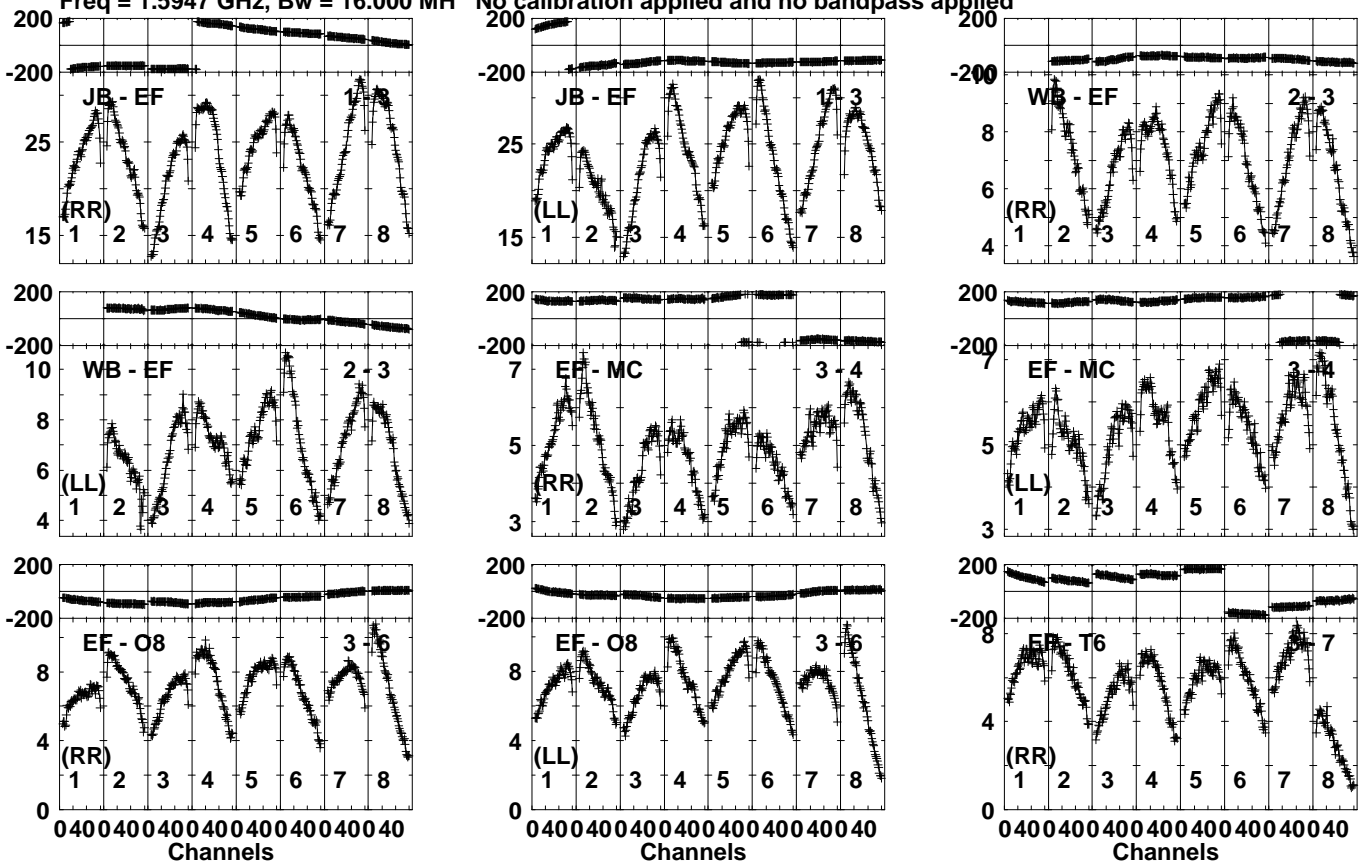 Freq = 1.5947 GHz, Bw = 16.000 MH No calibration applied and no bandpass applied
200
-200
JB - EF 1 - 3
25
15
(RR)
1 2 3 4 5 6 7 8
200
-200
JB - EF 1 - 3
25
15
(LL)
1 2 3 4 5 6 7 8
200
-200
10
WB - EF 2 - 3
8
6
4
(RR)
1 2 3 4 5 6 7 8
200
-200
10
WB - EF 2 - 3
8
6
4
(LL)
1 2 3 4 5 6 7 8
200
-200
7
EF - MC 3 - 4
5
3
(RR)
1 2 3 4 5 6 7 8
200
-200
7
EF - MC 3 - 4
5
3
(LL)
1 2 3 4 5 6 7 8
200
-200
EF - O8 3 - 6
8
4
0
(RR)
1 2 3 4 5 6 7 8
0 40 0 40 0 40 0 40 0 40 0 40 0 40 0 40
Channels
200
-200
EF - O8 3 - 6
8
4
0
(LL)
1 2 3 4 5 6 7 8
0 40 0 40 0 40 0 40 0 40 0 40 0 40 0 40
Channels
200
-200
8
EF - T6 3 - 7
4
0
(RR)
1 2 3 4 5 6 7 8
0 40 0 40 0 40 0 40 0 40 0 40 0 40 0 40
Channels